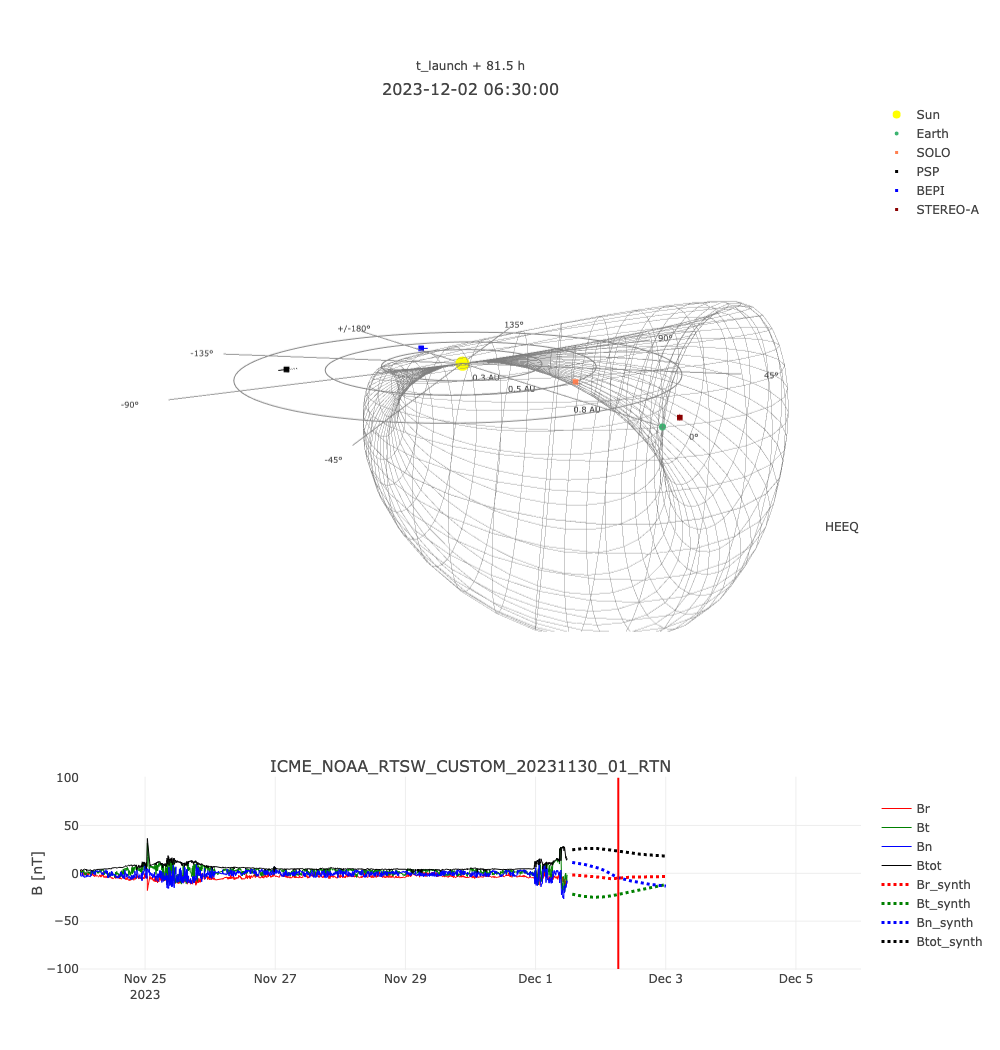 t_launch + 81.5 h
2023-12-02 06:30:00
Sun
Earth
SOLO
PSP
BEPI
STEREO-A
+/-180°
135°
-135°
90°
0.3 AU
45°
0.5 AU
-90°
0.8 AU
0°
-45°
HEEQ
ICME_NOAA_RTSW_CUSTOM_20231130_01_RTN
B [nT]
100
50
0
−50
−100
Nov 25
2023
Nov 27
Nov 29
Dec 1
Dec 3
Dec 5
Br
Bt
Bn
Btot
Br_synth
Bt_synth
Bn_synth
Btot_synth